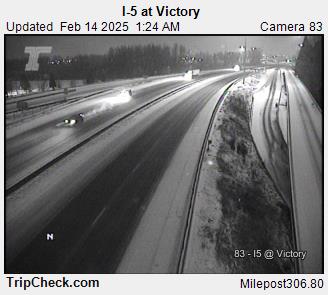 I-5 at Victory
Updated  Feb 14 2025  1:24 AM
Camera 83
T
N
83 - I5 @ Victory
TripCheck.com
Milepost306.80